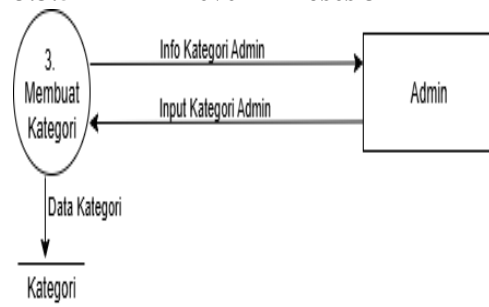 3.
Membuat
Kategori
Info Kategori Admin
Input Kategori Admin
Admin
Data Kategori
Kategori